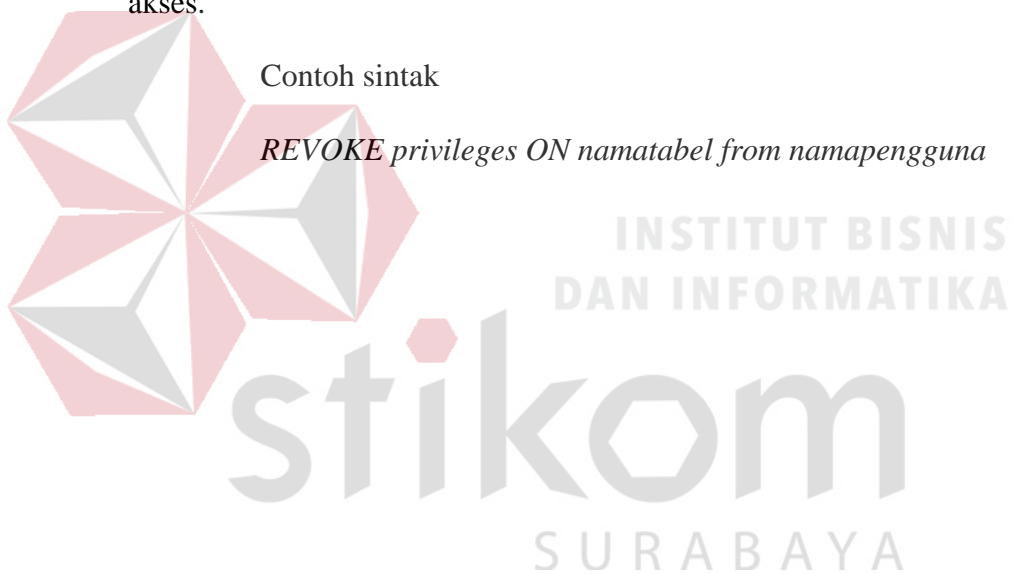 akses.
Contoh sintak
REVOKE privileges ON namatabel from namapengguna
INSTITUT BISNIS
DAN INFORMATIKA
stikom
SURABAYA